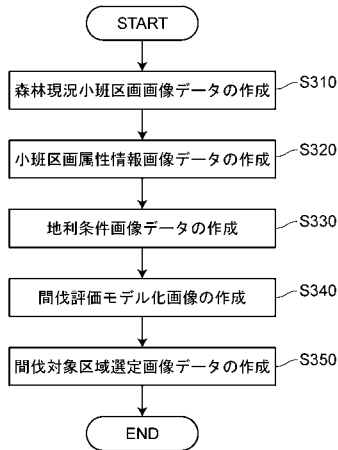 START
森林現況小班区画画像データの作成 S310
小班区画属性情報画像データの作成 S320
地利条件画像データの作成 S330
間伐評価モデル化画像の作成 S340
間伐対象区域選定画像データの作成 S350
END